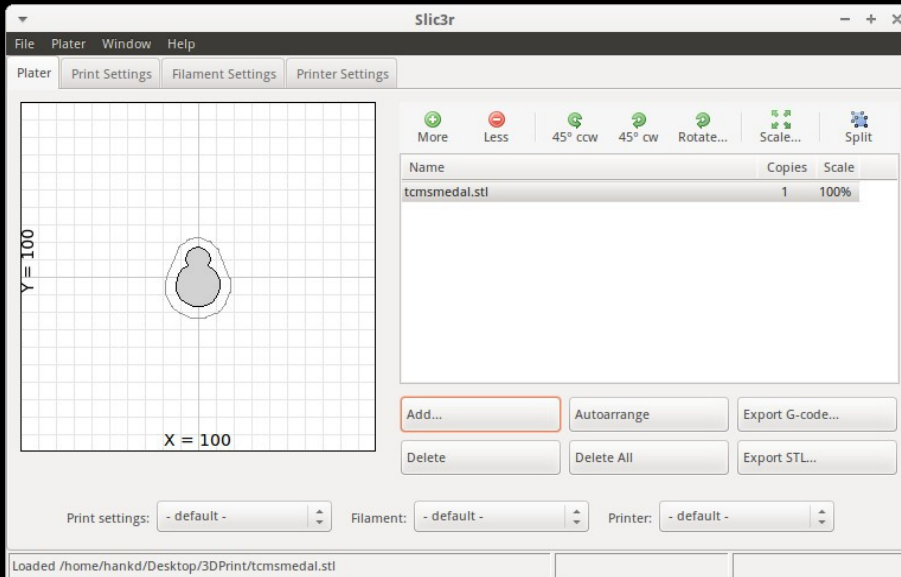 Slic3r
File Plater Window Help
Plater Print Settings Filament Settings Printer Settings
More Less 45° ccw 45° cw Rotate... Scale... Split
Name Copies Scale
tcmsmedal.stl 1 100%
Y = 100
X = 100
Add... Autoarrange Export G-code...
Delete Delete All Export STL...
Print settings: - default - Filament: - default - Printer: - default -
Loaded /home/hankd/Desktop/3DPrint/tcmsmedal.stl